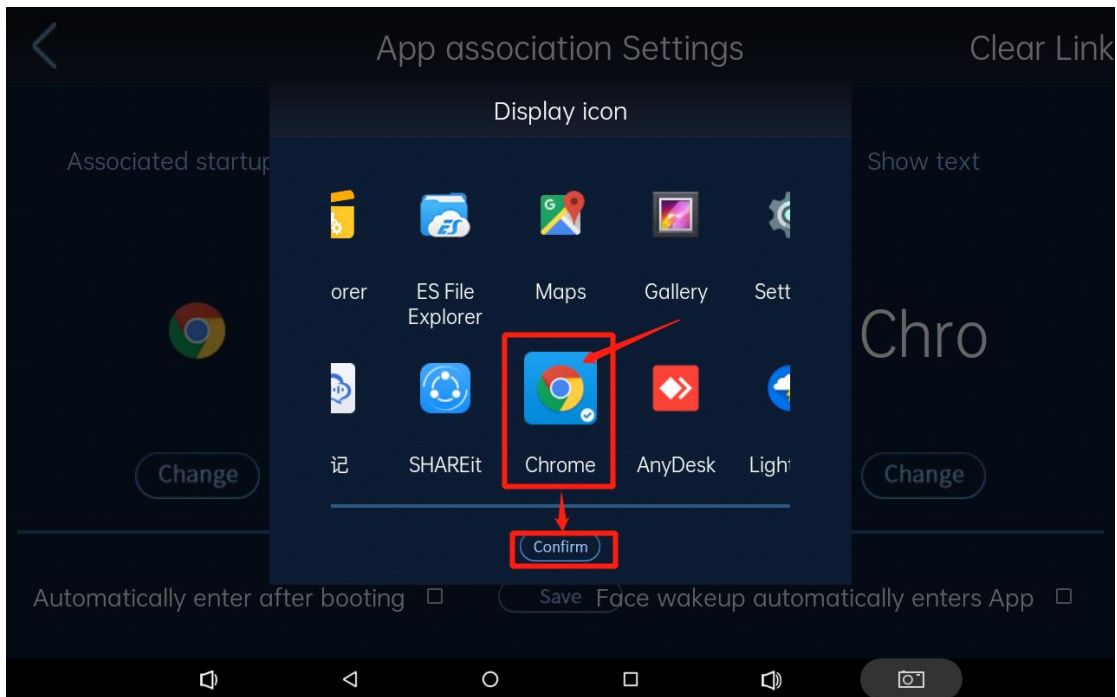 App association Settings
Clear Link
Display icon
Associated startup
Show text
orer
ES File
Explorer
Maps
Gallery
Sett
Chro
记
SHAREit
Chrome
AnyDesk
Light
Change
Change
Confirm
Automatically enter after booting
Save
Face wakeup automatically enters App